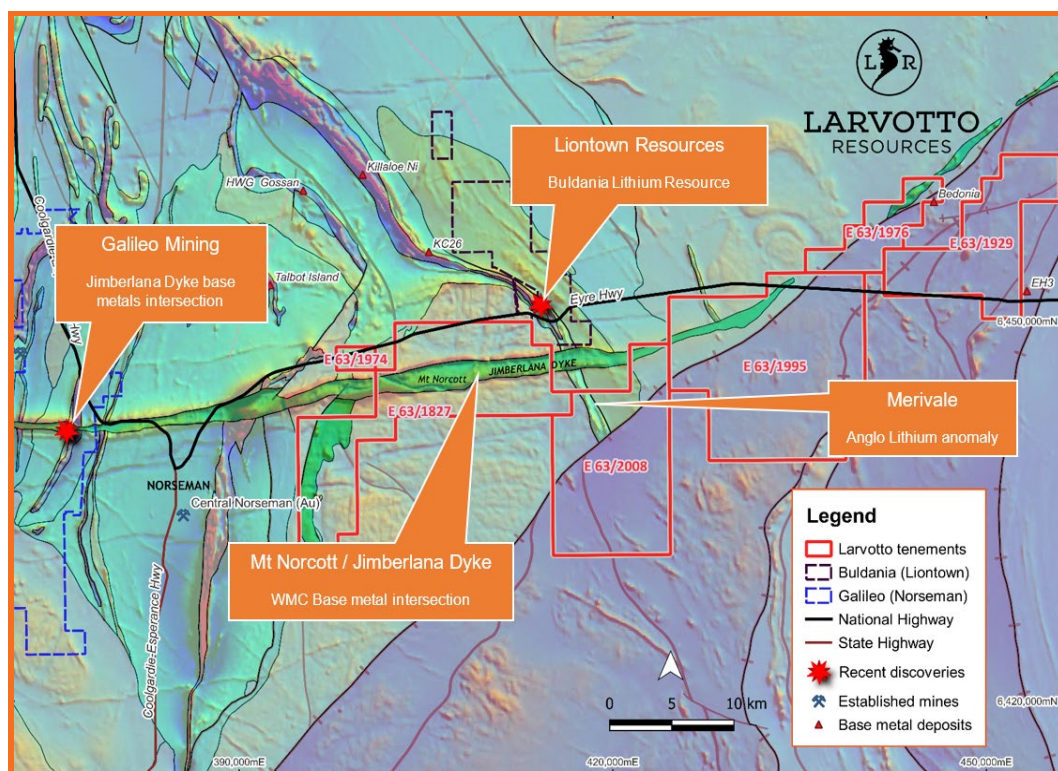 L R
LARVOTTO
RESOURCES
Liontown Resources
Buldania Lithium Resource
Killaloe Ni
HWG Gossan
Bedonia
E 63/1976
E 63/1929
Coolgardie-
Hwy
Galileo Mining
Jimberlana Dyke base
metals intersection
KC26
Talbot Island
Eyre Hwy
EH3
6,450,000mN
E 63/1974
Mt Norcott
JIMBERLANA DYKE
E 63/1995
E 63/1827
Merivale
Anglo Lithium anomaly
E 63/2008
NORSEMAN
Central Norseman (Au)
Mt Norcott / Jimberlana Dyke
WMC Base metal intersection
Coolgardie-Esperance Hwy
Legend
Larvotto tenements
Buldania (Liontown)
Galileo (Norseman)
National Highway
State Highway
Recent discoveries
Established mines
Base metal deposits
0 5 10 km
6,420,000mN
390,000mE
420,000mE
450,000mE